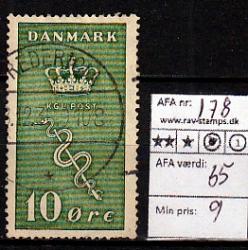 DANMARK
KGL POST
10 ØRE
AFA nr: 178
www-rav-stamps.dk
AFA værdi:
65
Min pris: 9